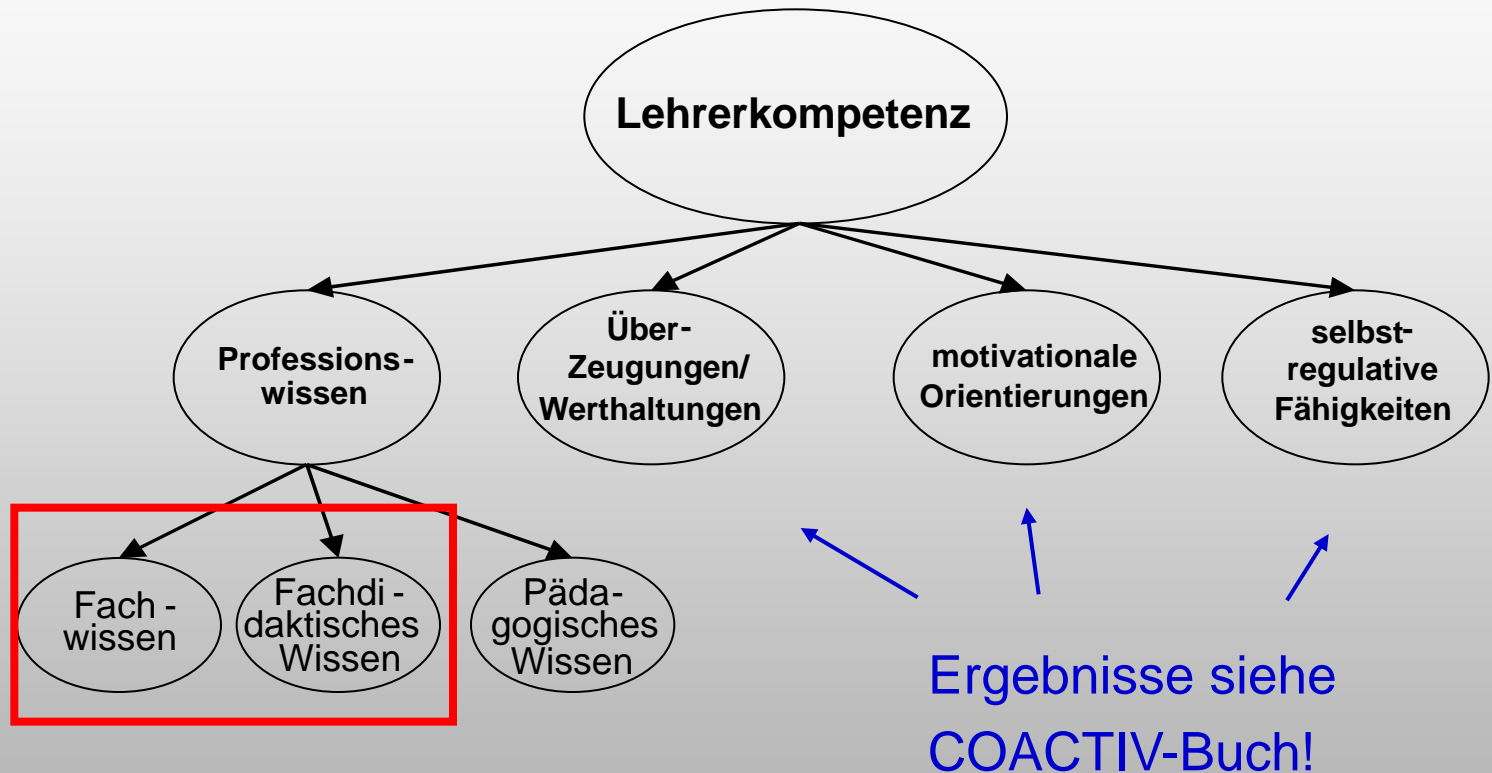 Lehrerkompetenz
Professions-
wissen
Über-
Zeugungen/
Werthaltungen
motivationale
Orientierungen
selbst-
regulative
Fähigkeiten
Fach -
wissen
Fachdi -
daktisches
Wissen
Päda-
gogisches
Wissen
Ergebnisse siehe
COACTIV-Buch!